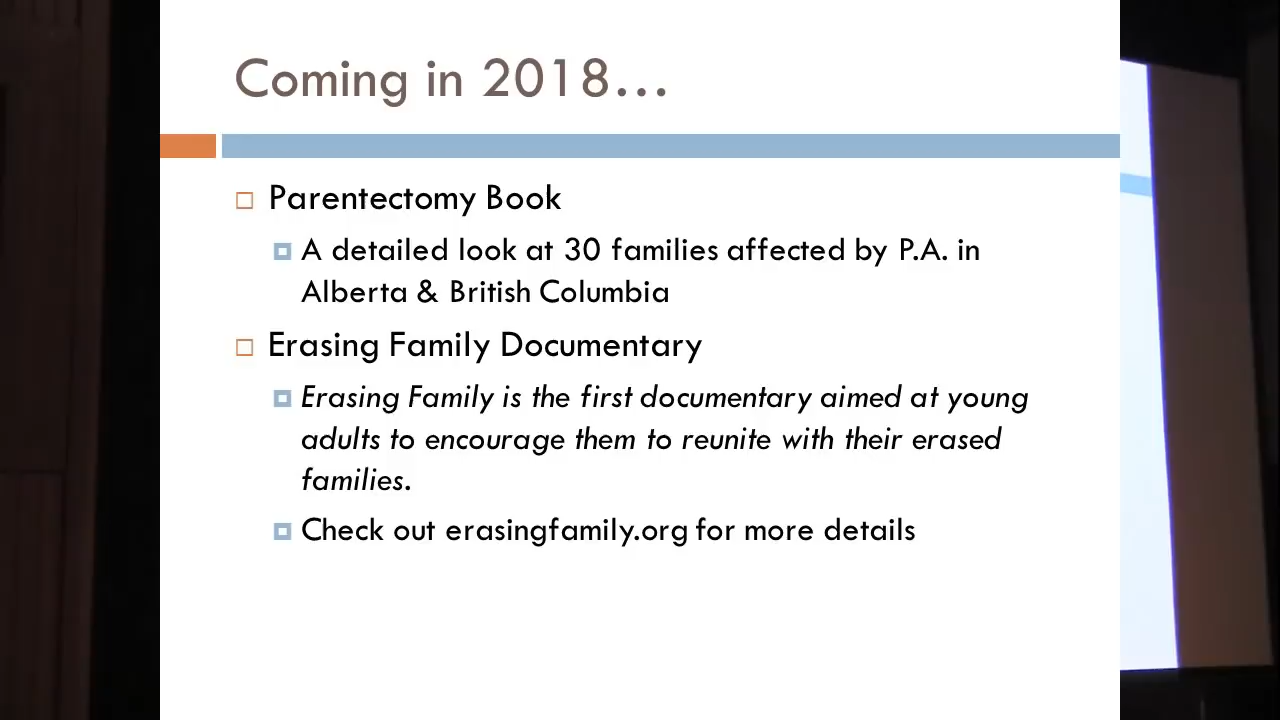 Coming in 2018...
Parentectomy Book
A detailed look at 30 families affected by P.A. in
Alberta & British Columbia
Erasing Family Documentary
Erasing Family is the first documentary aimed at young
adults to encourage them to reunite with their erased
families.
Check out erasingfamily.org for more details